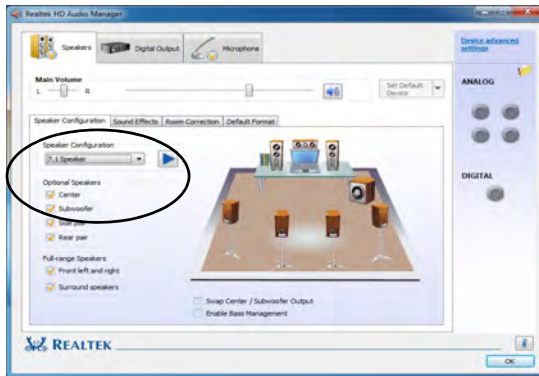 Realtek HD Audio Manager
Speakers
Digital Output
Microphone
Device advanced
settings
Main Volume
L
R
Set Default
Device
ANALOG
Speaker Configuration
Sound Effects
Room Correction
Default Format
Speaker Configuration
7.1 Speaker
Optional Speakers
Center
Subwoofer
Side pair
Rear pair
DIGITAL
Full-range Speakers
Front left and right
Surround speakers
Swap Center / Subwoofer Output
Enable Bass Management
REALTEK
i
OK